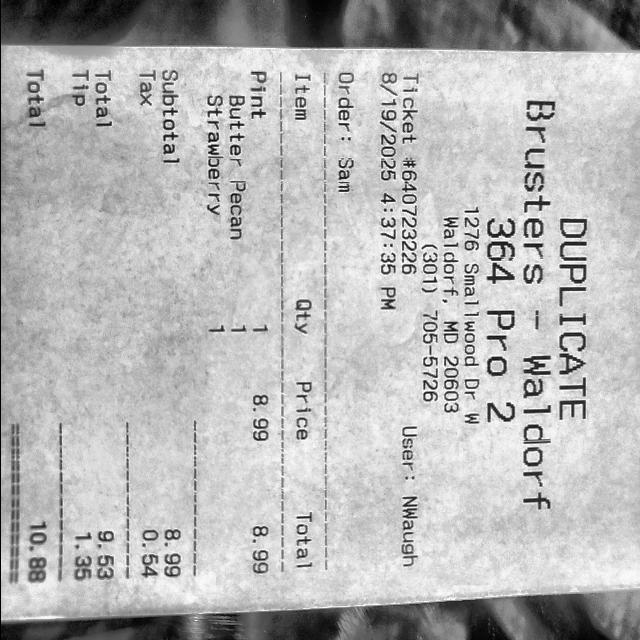 DUPLICATE
Brusters - Waldorf
364 Pro 2
1276 Smallwood Dr W
Waldorf, MD 20603
(301) 705-5726
Ticket #640723226 User: NWaugh
8/19/2025 4:37:35 PM
Order: Sam
Item Qty Price Total
Pint 1 8.99 8.99
Butter Pecan 1
Strawberry 1
Subtotal 8.99
Tax 0.54
Total 9.53
Tip 1.35
Total 10.88